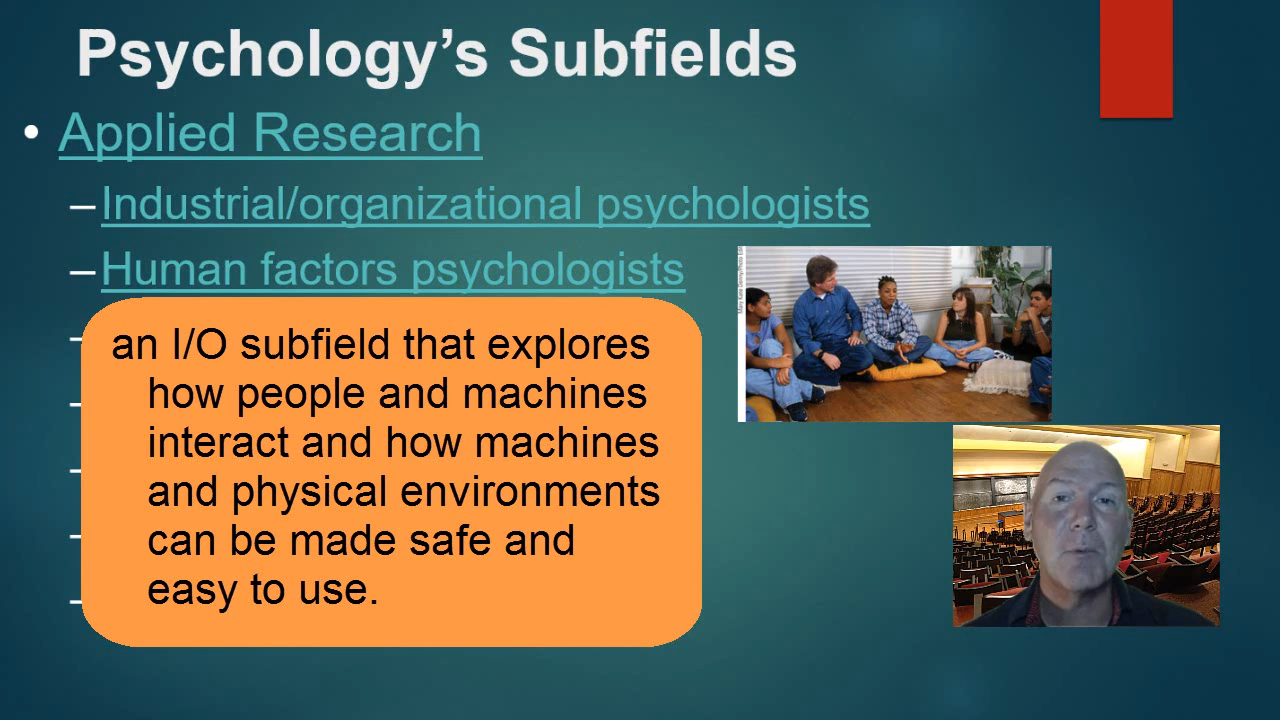 Psychology’s Subfields
• Applied Research
–Industrial/organizational psychologists
–Human factors psychologists
–
an I/O subfield that explores
–
how people and machines
interact and how machines
–
and physical environments
–
can be made safe and
–
easy to use.